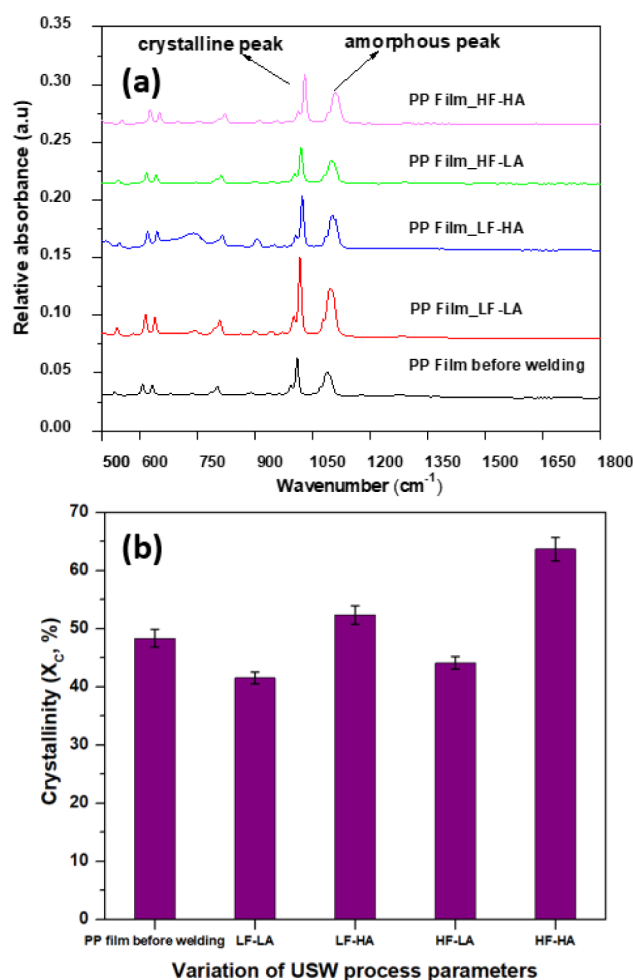 crystalline peak
amorphous peak
(a)
PP Film_HF-HA
PP Film_HF-LA
PP Film_LF-HA
PP Film_LF-LA
PP Film before welding
Relative absorbance (a.u)
0.35
0.30
0.25
0.20
0.15
0.10
0.05
0.00
500 600 750 900 1050 1200 1350 1500 1650 1800
Wavenumber (cm⁻¹)
(b)
Crystallinity (X_C, %)
70
60
50
40
30
20
10
0
PP film before welding LF-LA LF-HA HF-LA HF-HA
Variation of USW process parameters